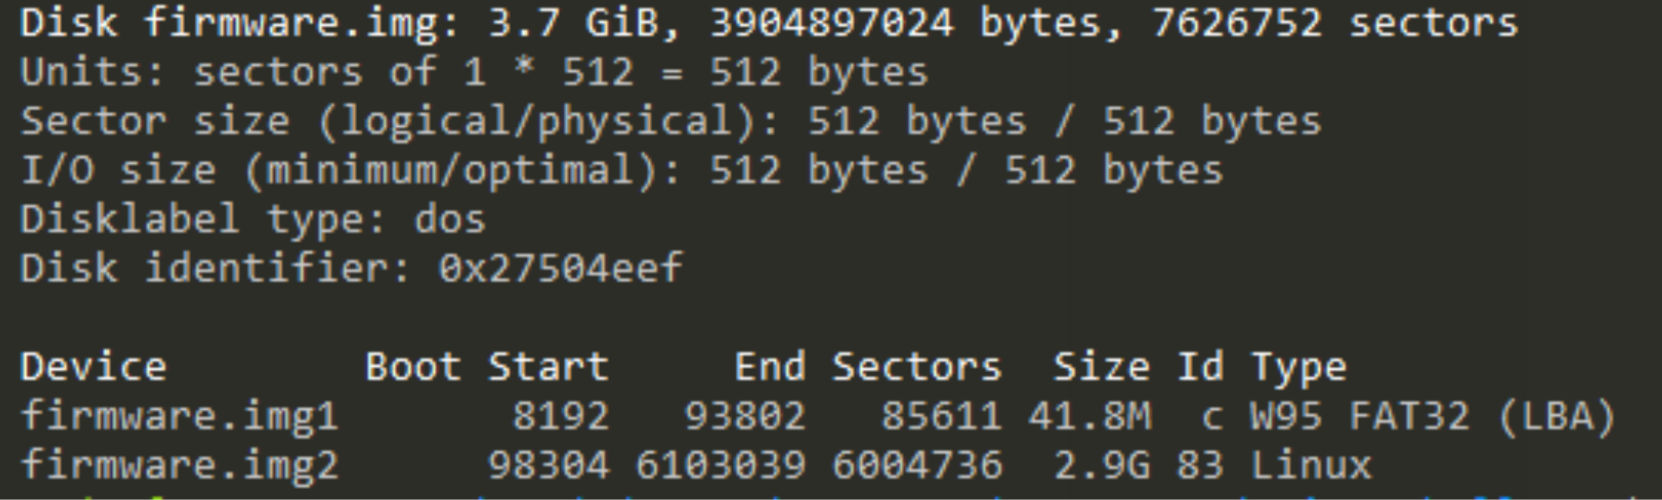 Disk firmware.img: 3.7 GiB, 3904897024 bytes, 7626752 sectors
Units: sectors of 1 * 512 = 512 bytes
Sector size (logical/physical): 512 bytes / 512 bytes
I/O size (minimum/optimal): 512 bytes / 512 bytes
Disklabel type: dos
Disk identifier: 0x27504eef
Device Boot Start End Sectors Size Id Type
firmware.img1 8192 93802 85611 41.8M c W95 FAT32 (LBA)
firmware.img2 98304 6103039 6004736 2.9G 83 Linux